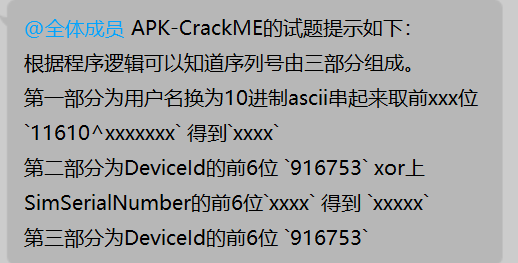 @全体成员 APK-CrackME的试题提示如下：
根据程序逻辑可以知道序列号由三部分组成。
第一部分为用户名换为10进制ascii串起来取前xxx位
`11610^xxxxxxx` 得到`xxxx`
第二部分为DeviceId的前6位 `916753` xor上
SimSerialNumber的前6位`xxxx` 得到 `xxxxx`
第三部分为DeviceId的前6位 `916753`